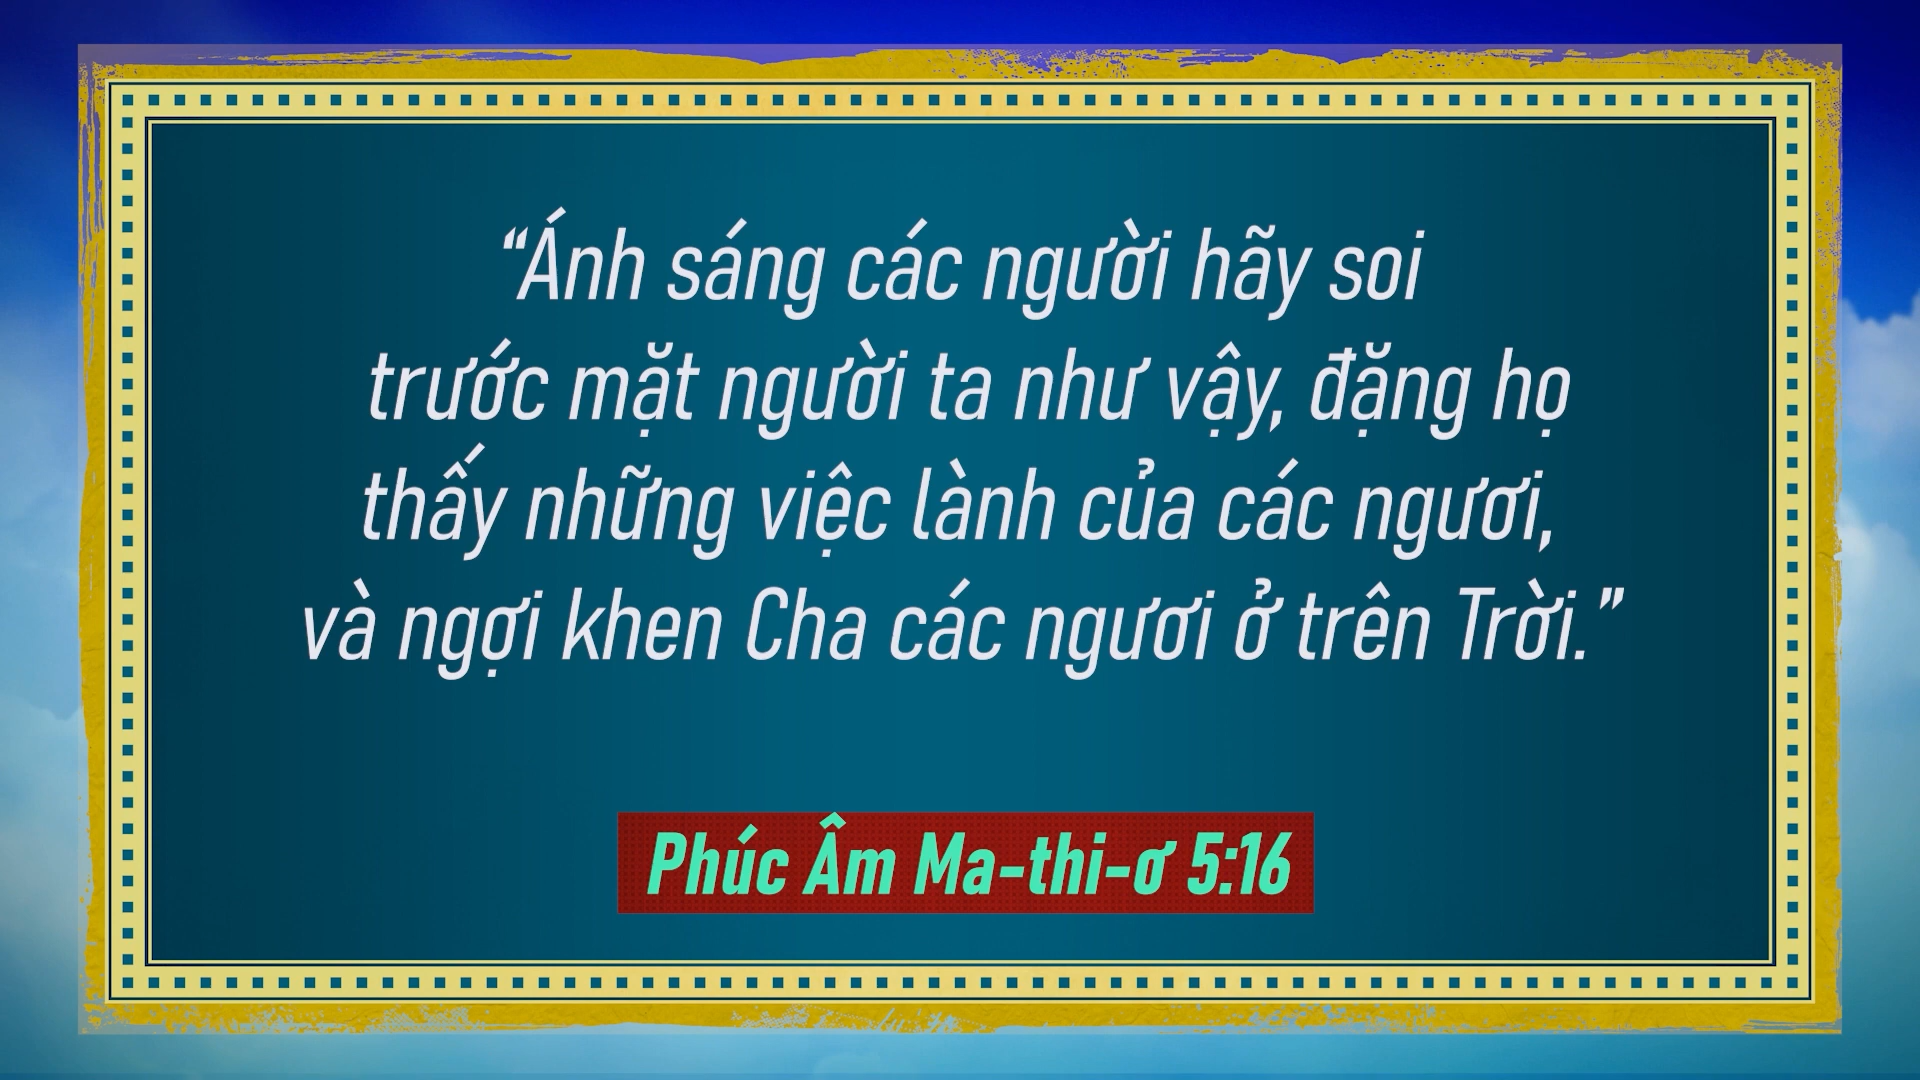 “Ánh sáng các người hãy soi
trước mặt người ta như vậy, đặng họ
thấy những việc lành của các ngươi,
và ngợi khen Cha các ngươi ở trên Trời.”
Phúc Âm Ma-thi-ơ 5:16